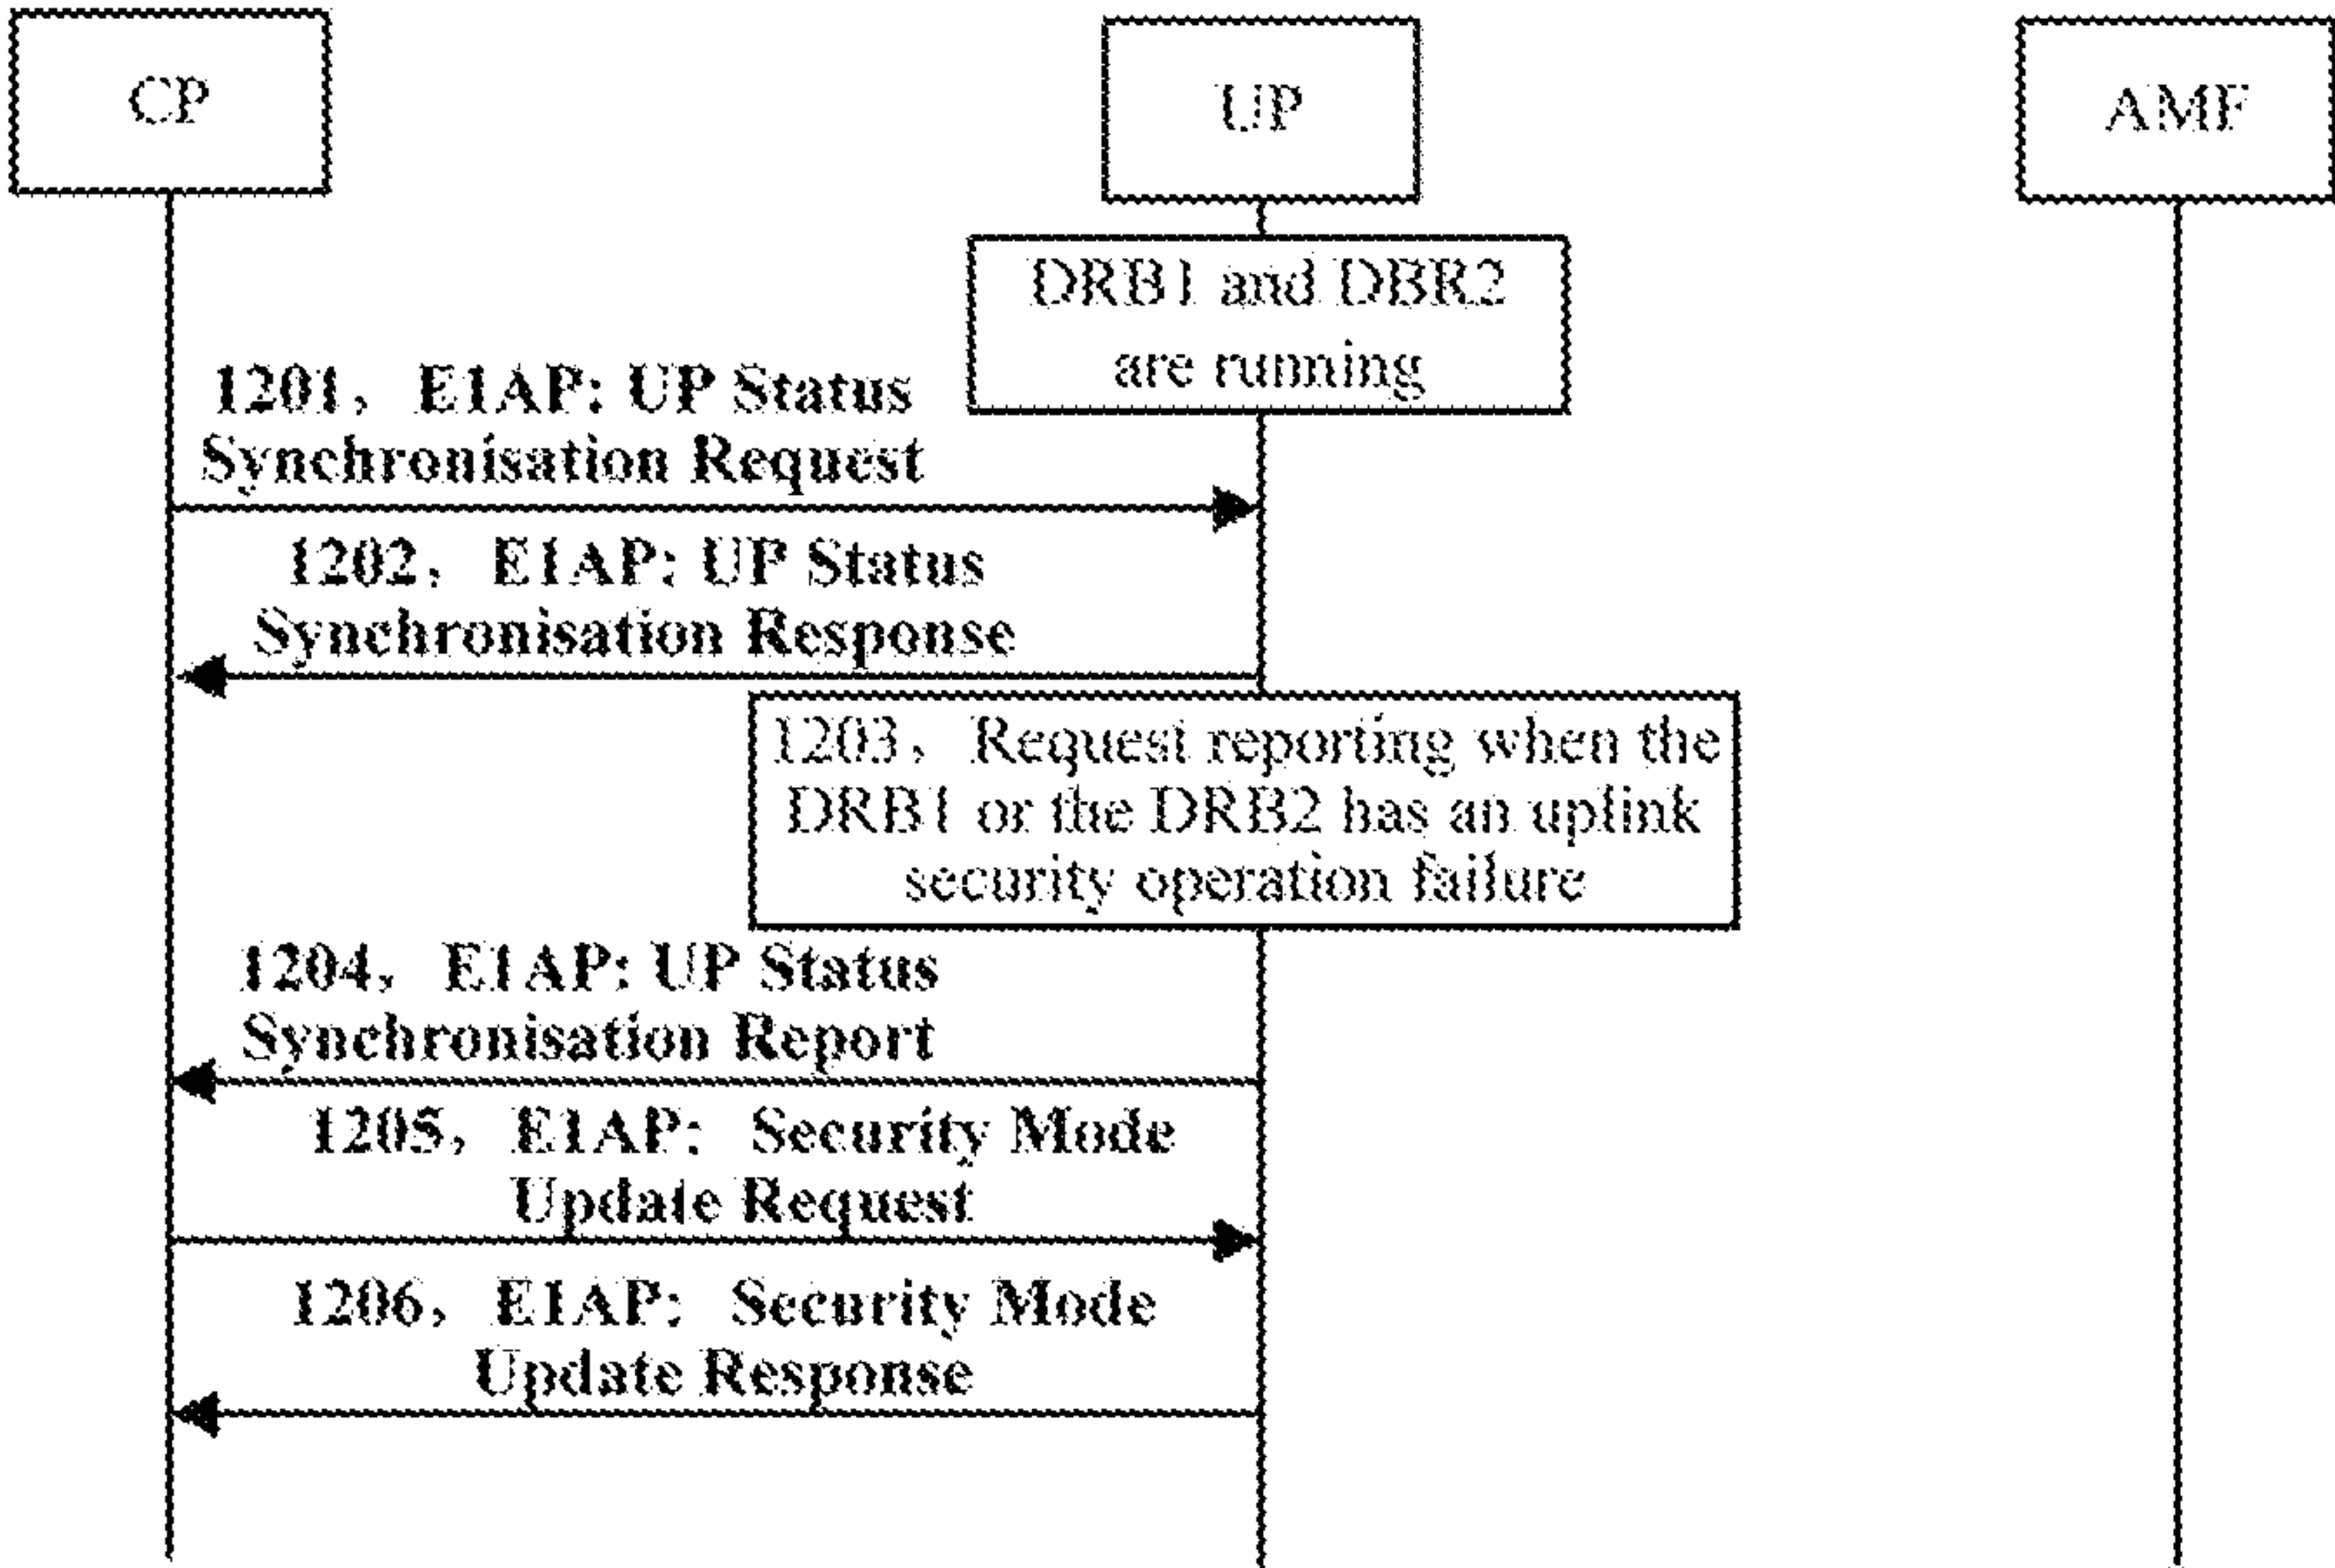 CP
UP
AMF
DRB1 and DBR2
are running
1201, E1AP: UP Status
Synchronisation Request
1202, E1AP: UP Status
Synchronisation Response
1203, Request reporting when the
DRB1 or the DRB2 has an uplink
security operation failure
1204, E1AP: UP Status
Synchronisation Report
1205, E1AP: Security Mode
Update Request
1206, E1AP: Security Mode
Update Response